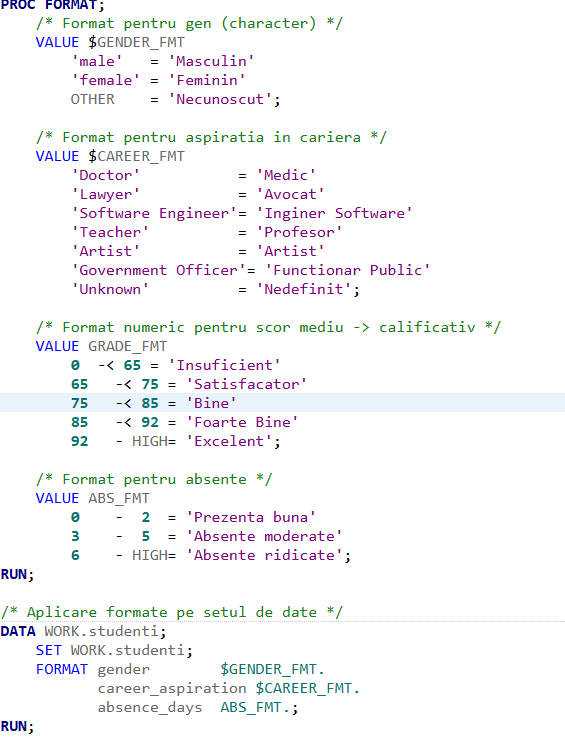 PROC FORMAT;
    /* Format pentru gen (character) */
    VALUE $GENDER_FMT
        'male'   = 'Masculin'
        'female' = 'Feminin'
        OTHER    = 'Necunoscut';

    /* Format pentru aspiratia in cariera */
    VALUE $CAREER_FMT
        'Doctor'           = 'Medic'
        'Lawyer'           = 'Avocat'
        'Software Engineer'= 'Inginer Software'
        'Teacher'          = 'Profesor'
        'Artist'           = 'Artist'
        'Government Officer'= 'Functionar Public'
        'Unknown'          = 'Nedefinit';

    /* Format numeric pentru scor mediu -> calificativ */
    VALUE GRADE_FMT
        0  -< 65 = 'Insuficient'
        65   -< 75 = 'Satisfacator'
        75   -< 85 = 'Bine'
        85   -< 92 = 'Foarte Bine'
        92   - HIGH= 'Excelent';

    /* Format pentru absente */
    VALUE ABS_FMT
        0    -  2  = 'Prezenta buna'
        3    -  5  = 'Absente moderate'
        6    - HIGH= 'Absente ridicate';
RUN;

/* Aplicare formate pe setul de date */
DATA WORK.studenti;
    SET WORK.studenti;
    FORMAT gender        $GENDER_FMT.
           career_aspiration $CAREER_FMT.
           absence_days  ABS_FMT.;
RUN;